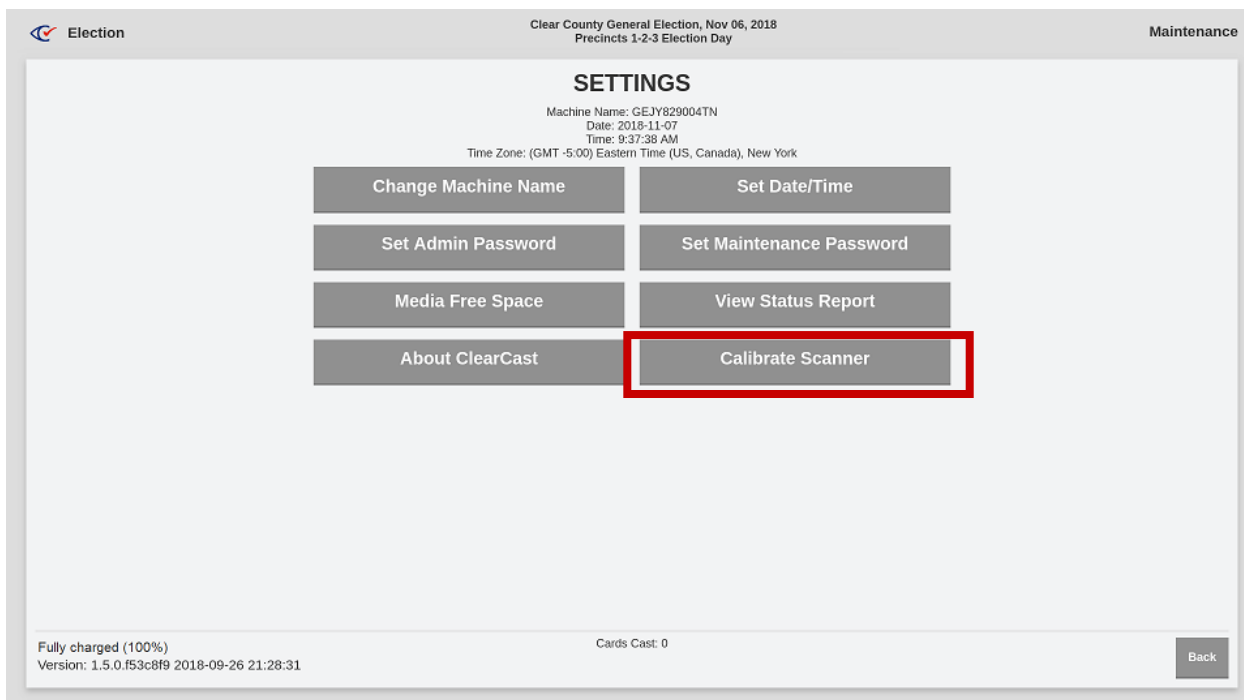 Election
Clear County General Election, Nov 06, 2018
Precincts 1-2-3 Election Day
Maintenance
SETTINGS
Machine Name: GEJY829004TN
Date: 2018-11-07
Time: 9:37:38 AM
Time Zone: (GMT -5:00) Eastern Time (US, Canada), New York
Change Machine Name
Set Date/Time
Set Admin Password
Set Maintenance Password
Media Free Space
View Status Report
About ClearCast
Calibrate Scanner
Fully charged (100%)
Version: 1.5.0.f53c8f9 2018-09-26 21:28:31
Cards Cast: 0
Back